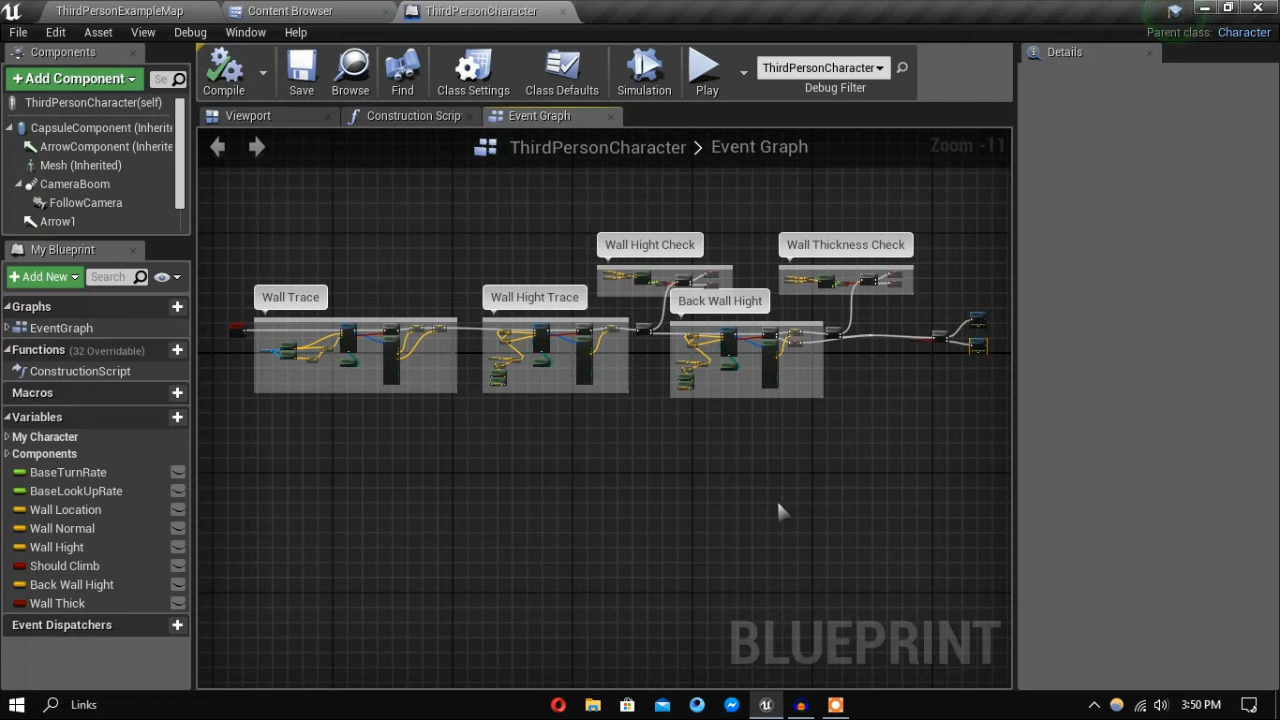 ThirdPersonExampleMap
Content Browser
ThirdPersonCharacter
File Edit Asset View Debug Window Help
Parent class: Character
Components
+Add Component
Se
ThirdPersonCharacter(self)
CapsuleComponent (Inherite
ArrowComponent (Inherite
Mesh (Inherited)
CameraBoom
FollowCamera
Arrow1
Compile
Save
Browse
Find
Class Settings
Class Defaults
Simulation
Play
ThirdPersonCharacter
Debug Filter
Details
Viewport
Construction Scrip
Event Graph
ThirdPersonCharacter > Event Graph
Zoom -11
My Blueprint
+Add New
Search
Graphs
EventGraph
Functions (32 Overridable)
ConstructionScript
Macros
Variables
My Character
Components
BaseTurnRate
BaseLookUpRate
Wall Location
Wall Normal
Wall Hight
Should Climb
Back Wall Hight
Wall Thick
Event Dispatchers
Wall Hight Check
Wall Thickness Check
Wall Trace
Wall Hight Trace
Back Wall Hight
BLUEPRINT
Links
3:50 PM